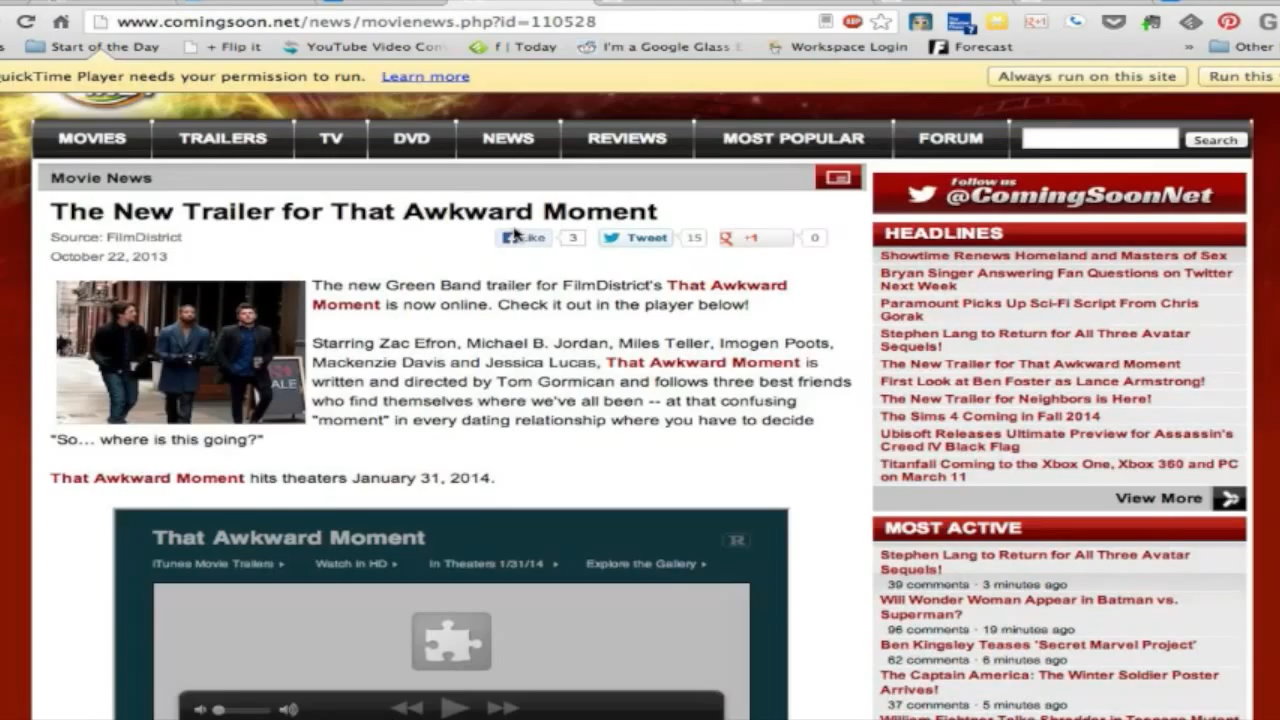 www.comingsoon.net/news/movienews.php?id=110528
Start of the Day
+ Flip it
YouTube Video Con
f | Today
I'm a Google Glass E
Workspace Login
Forecast
»
Other
uickTime Player needs your permission to run. Learn more
Always run on this site
Run this
MOVIES
TRAILERS
TV
DVD
NEWS
REVIEWS
MOST POPULAR
FORUM
Search
Movie News
The New Trailer for That Awkward Moment
Source: FilmDistrict
October 22, 2013
Like
3
Tweet
15
+1
0
The new Green Band trailer for FilmDistrict's That Awkward
Moment is now online. Check it out in the player below!
Starring Zac Efron, Michael B. Jordan, Miles Teller, Imogen Poots,
Mackenzie Davis and Jessica Lucas, That Awkward Moment is
written and directed by Tom Gormican and follows three best friends
who find themselves where we've all been -- at that confusing
"moment" in every dating relationship where you have to decide
"So... where is this going?"
ALE
That Awkward Moment hits theaters January 31, 2014.
That Awkward Moment
R
iTunes Movie Trailers
Watch in HD
In Theaters 1/31/14
Explore the Gallery
Follow us
@ComingSoonNet
HEADLINES
Showtime Renews Homeland and Masters of Sex
Bryan Singer Answering Fan Questions on Twitter
Next Week
Paramount Picks Up Sci-Fi Script From Chris
Gorak
Stephen Lang to Return for All Three Avatar
Sequels!
The New Trailer for That Awkward Moment
First Look at Ben Foster as Lance Armstrong!
The New Trailer for Neighbors is Here!
The Sims 4 Coming in Fall 2014
Ubisoft Releases Ultimate Preview for Assassin's
Creed IV Black Flag
Titanfall Coming to the Xbox One, Xbox 360 and PC
on March 11
View More
MOST ACTIVE
Stephen Lang to Return for All Three Avatar
Sequels!
39 comments · 3 minutes ago
Will Wonder Woman Appear in Batman vs.
Superman?
96 comments · 19 minutes ago
Ben Kingsley Teases 'Secret Marvel Project'
62 comments · 6 minutes ago
The Captain America: The Winter Soldier Poster
Arrives!
37 comments · 5 minutes ago